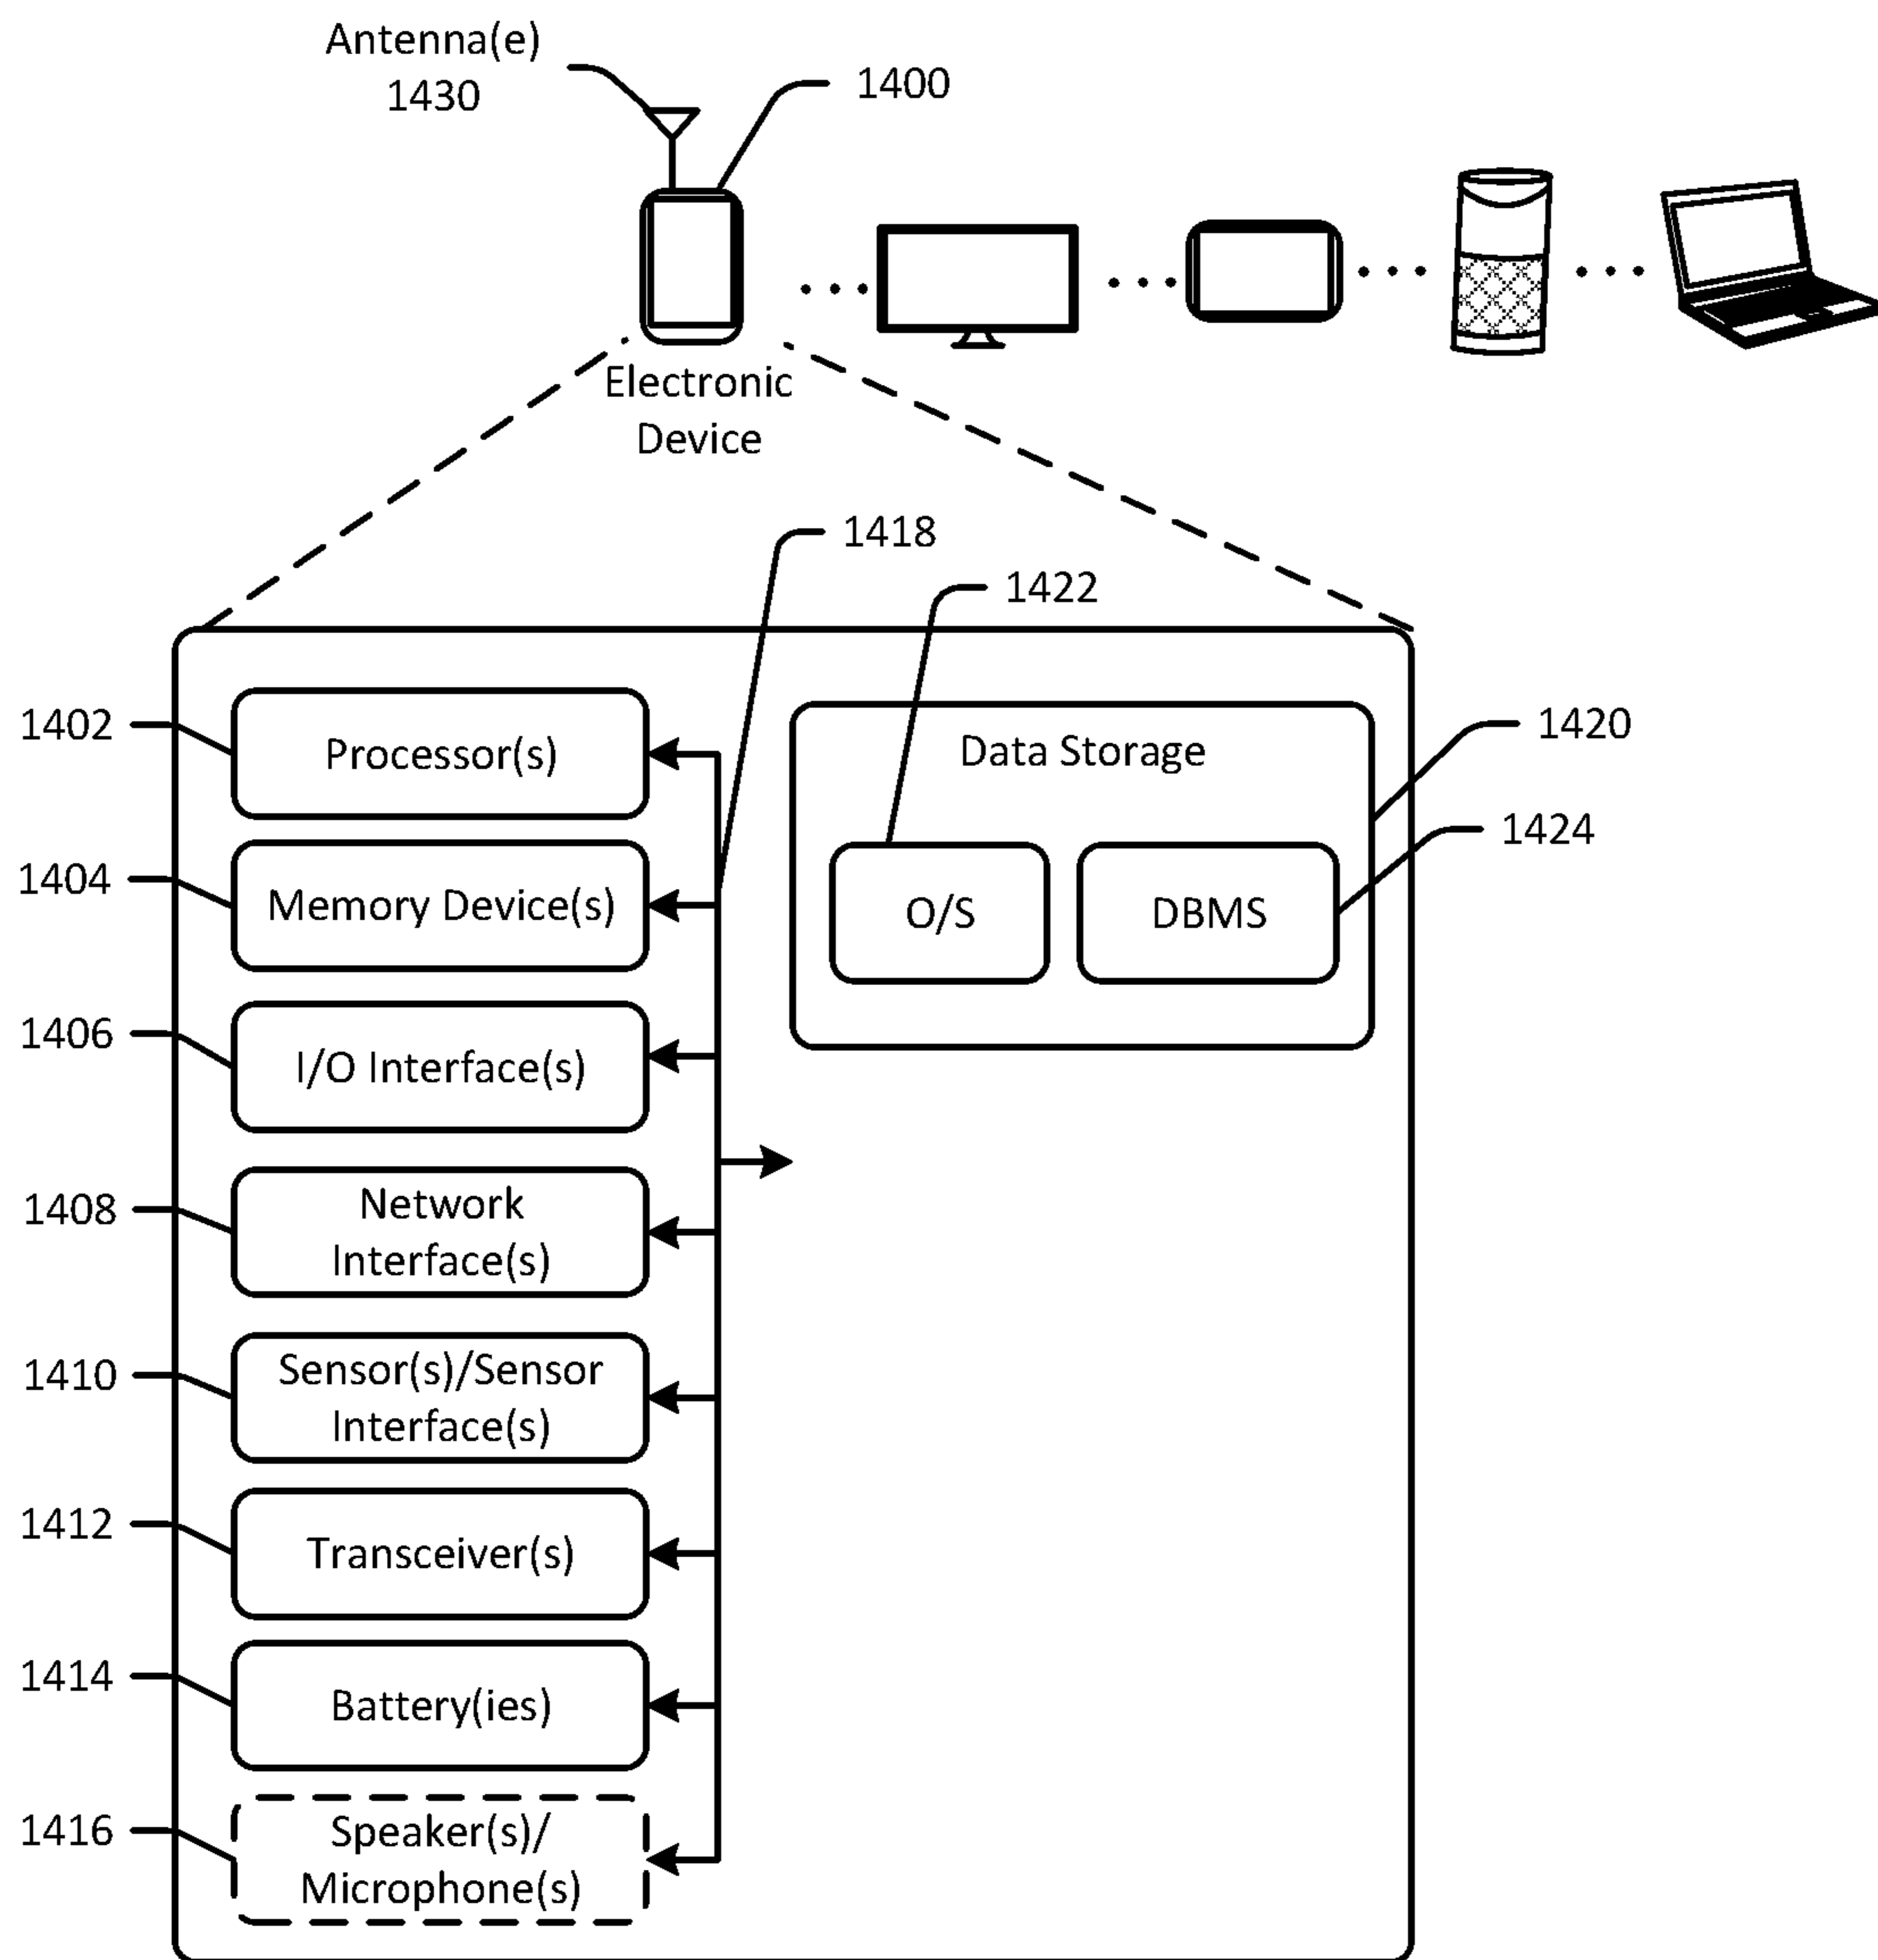 Antenna(e)
1430
1400
Electronic
Device
1418
1422
1402
Processor(s)
Data Storage
1420
1424
1404
Memory Device(s)
O/S
DBMS
1406
I/O Interface(s)
1408
Network
Interface(s)
1410
Sensor(s)/Sensor
Interface(s)
1412
Transceiver(s)
1414
Battery(ies)
1416
Speaker(s)/
Microphone(s)